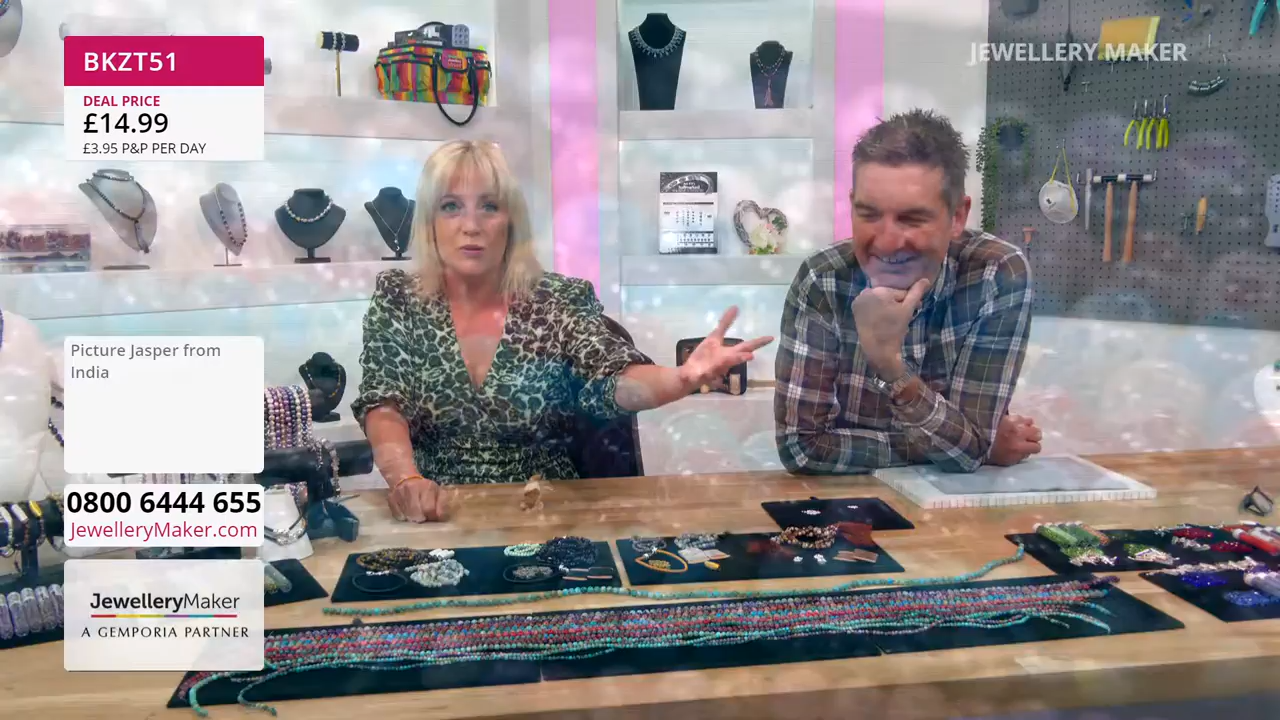 BKZT51
DEAL PRICE
£14.99
£3.95 P&P PER DAY
JEWELLERY MAKER
Picture Jasper from
India
0800 6444 655
JewelleryMaker.com
JewelleryMaker
A GEMPORIA PARTNER